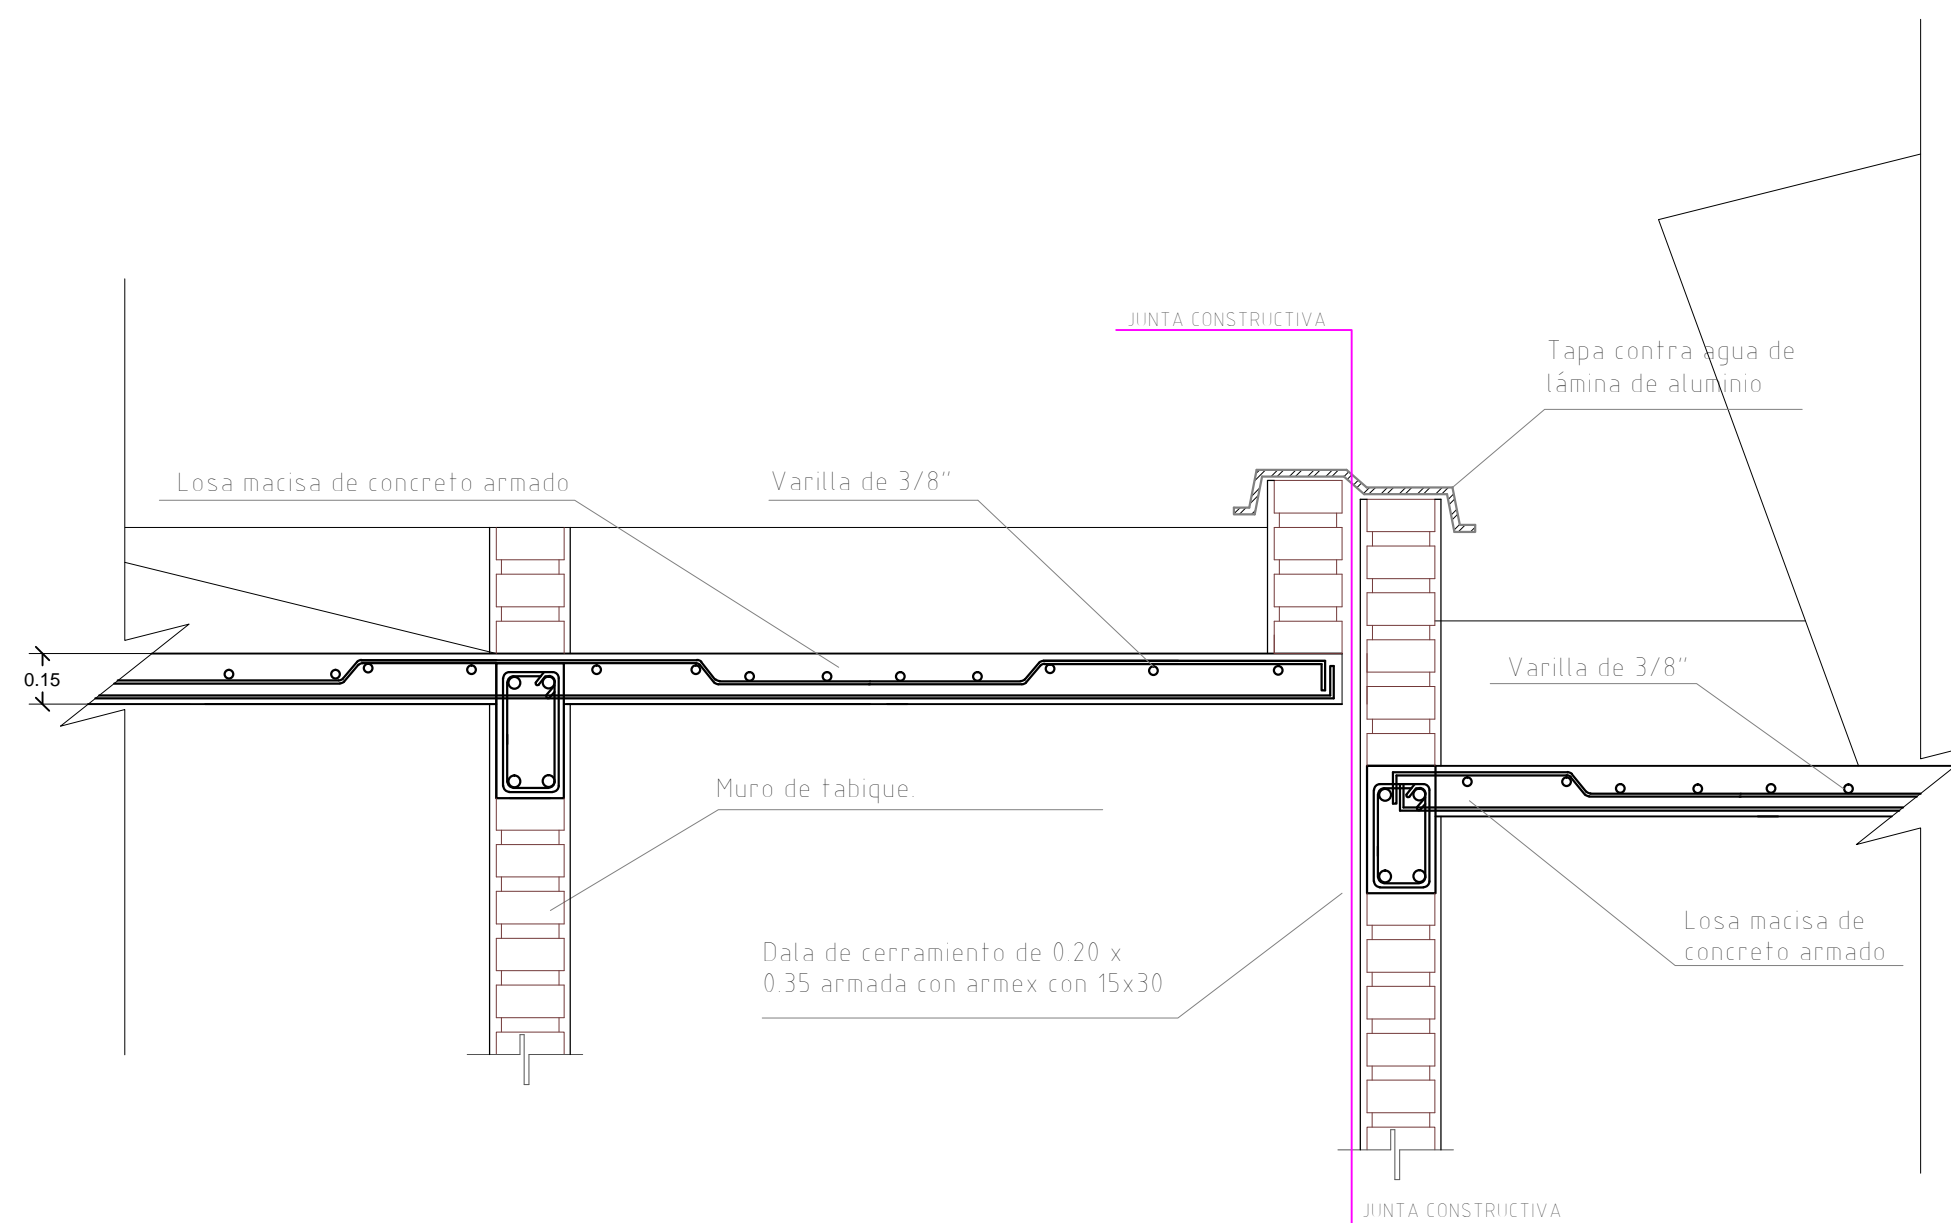 JUNTA CONSTRUCTIVA
Tapa contra agua de
lámina de aluminio
Losa macisa de concreto armado
Varilla de 3/8"
0.15
Varilla de 3/8"
Muro de tabique.
Losa macisa de
concreto armado
Dala de cerramiento de 0.20 x
0.35 armada con armex con 15x30
JUNTA CONSTRUCTIVA